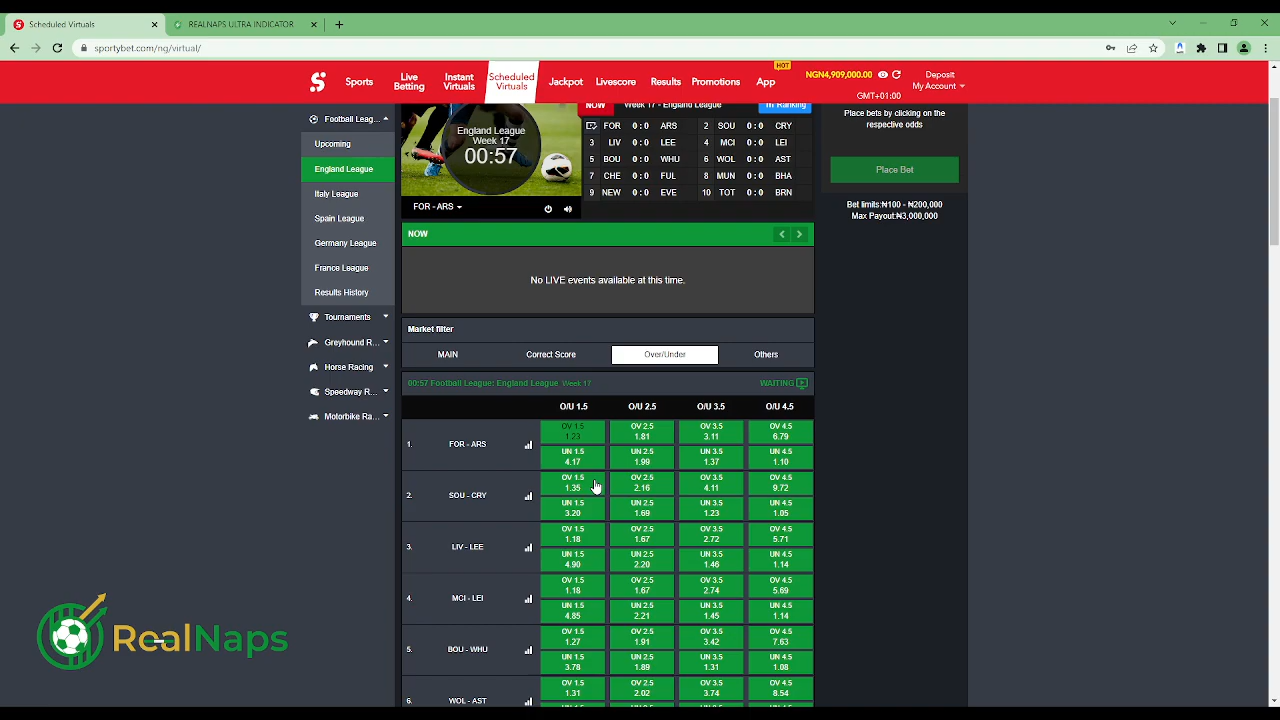 Scheduled Virtuals
REALNAPS ULTRA INDICATOR
sportybet.com/ng/virtual/
Sports
Live Betting
Instant Virtuals
Scheduled Virtuals
Jackpot
Livescore
Results
Promotions
App
HOT
NGN4,909,000.00
GMT+01:00
Deposit
My Account
Football Leag...
Upcoming
England League
Italy League
Spain League
Germany League
France League
Results History
Tournaments
Greyhound R...
Horse Racing
Speedway R...
Motorbike Ra...
England League
Week 17
00:57
FOR - ARS
NOW Week 17 - England League Ranking
FOR 0 : 0 ARS 2 SOU 0 : 0 CRY
3 LIV 0 : 0 LEE 4 MCI 0 : 0 LEI
5 BOU 0 : 0 WHU 6 WOL 0 : 0 AST
7 CHE 0 : 0 FUL 8 MUN 0 : 0 BHA
9 NEW 0 : 0 EVE 10 TOT 0 : 0 BRN
NOW
No LIVE events available at this time.
Market filter
MAIN Correct Score Over/Under Others
00:57 Football League: England League Week 17 WAITING
O/U 1.5 O/U 2.5 O/U 3.5 O/U 4.5
1. FOR - ARS
OV 1.5 OV 2.5 OV 3.5 OV 4.5
1.23 1.81 3.11 6.79
UN 1.5 UN 2.5 UN 3.5 UN 4.5
4.17 1.99 1.37 1.10
2. SOU - CRY
OV 1.5 OV 2.5 OV 3.5 OV 4.5
1.35 2.16 4.11 9.72
UN 1.5 UN 2.5 UN 3.5 UN 4.5
3.20 1.69 1.23 1.05
3. LIV - LEE
OV 1.5 OV 2.5 OV 3.5 OV 4.5
1.18 1.67 2.72 5.71
UN 1.5 UN 2.5 UN 3.5 UN 4.5
4.90 2.20 1.46 1.14
4. MCI - LEI
OV 1.5 OV 2.5 OV 3.5 OV 4.5
1.18 1.67 2.74 5.69
UN 1.5 UN 2.5 UN 3.5 UN 4.5
4.85 2.21 1.45 1.14
5. BOU - WHU
OV 1.5 OV 2.5 OV 3.5 OV 4.5
1.27 1.91 3.42 7.63
UN 1.5 UN 2.5 UN 3.5 UN 4.5
3.78 1.89 1.31 1.08
6. WOL - AST
OV 1.5 OV 2.5 OV 3.5 OV 4.5
1.31 2.02 3.74 8.54
Place bets by clicking on the
respective odds
Place Bet
Bet limits:₦100 - ₦200,000
Max Payout:₦3,000,000
RealNaps